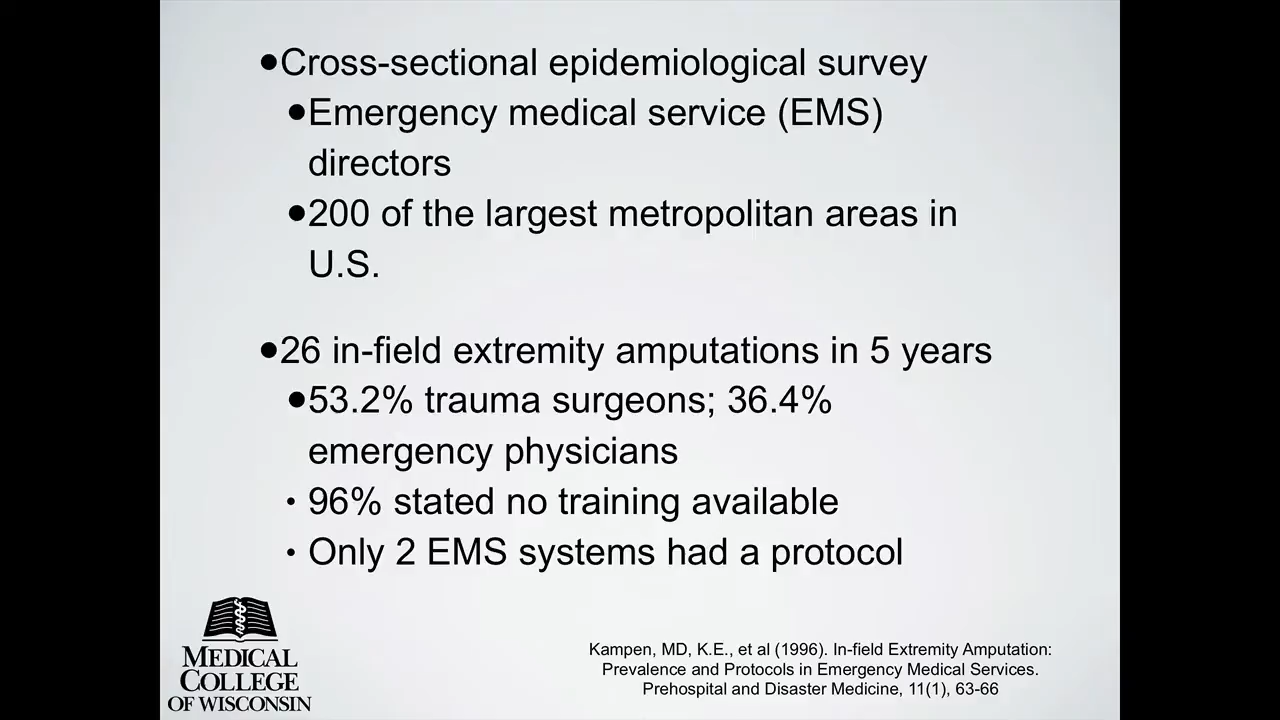 •Cross-sectional epidemiological survey
•Emergency medical service (EMS)
directors
•200 of the largest metropolitan areas in
U.S.
•26 in-field extremity amputations in 5 years
•53.2% trauma surgeons; 36.4%
emergency physicians
• 96% stated no training available
• Only 2 EMS systems had a protocol
Kampen, MD, K.E., et al (1996). In-field Extremity Amputation:
Prevalence and Protocols in Emergency Medical Services.
Prehospital and Disaster Medicine, 11(1), 63-66
MEDICAL
COLLEGE
OF WISCONSIN